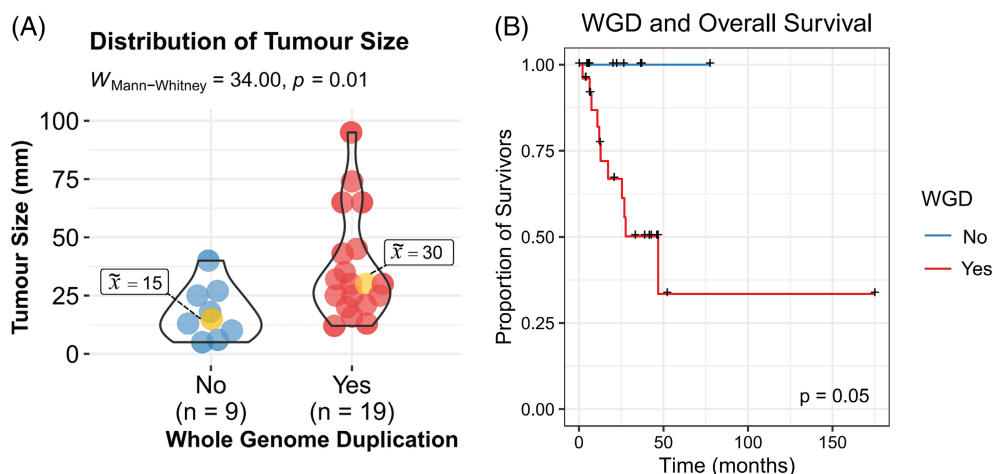 (A)
Distribution of Tumour Size
W Mann−Whitney = 34.00, p = 0.01
Tumour Size (mm)
100
75
50
25
0
x̃ = 15
x̃ = 30
No
(n = 9)
Yes
(n = 19)
Whole Genome Duplication
(B)
WGD and Overall Survival
Proportion of Survivors
1.00
0.75
0.50
0.25
0.00
p = 0.05
0
50
100
150
Time (months)
WGD
No
Yes